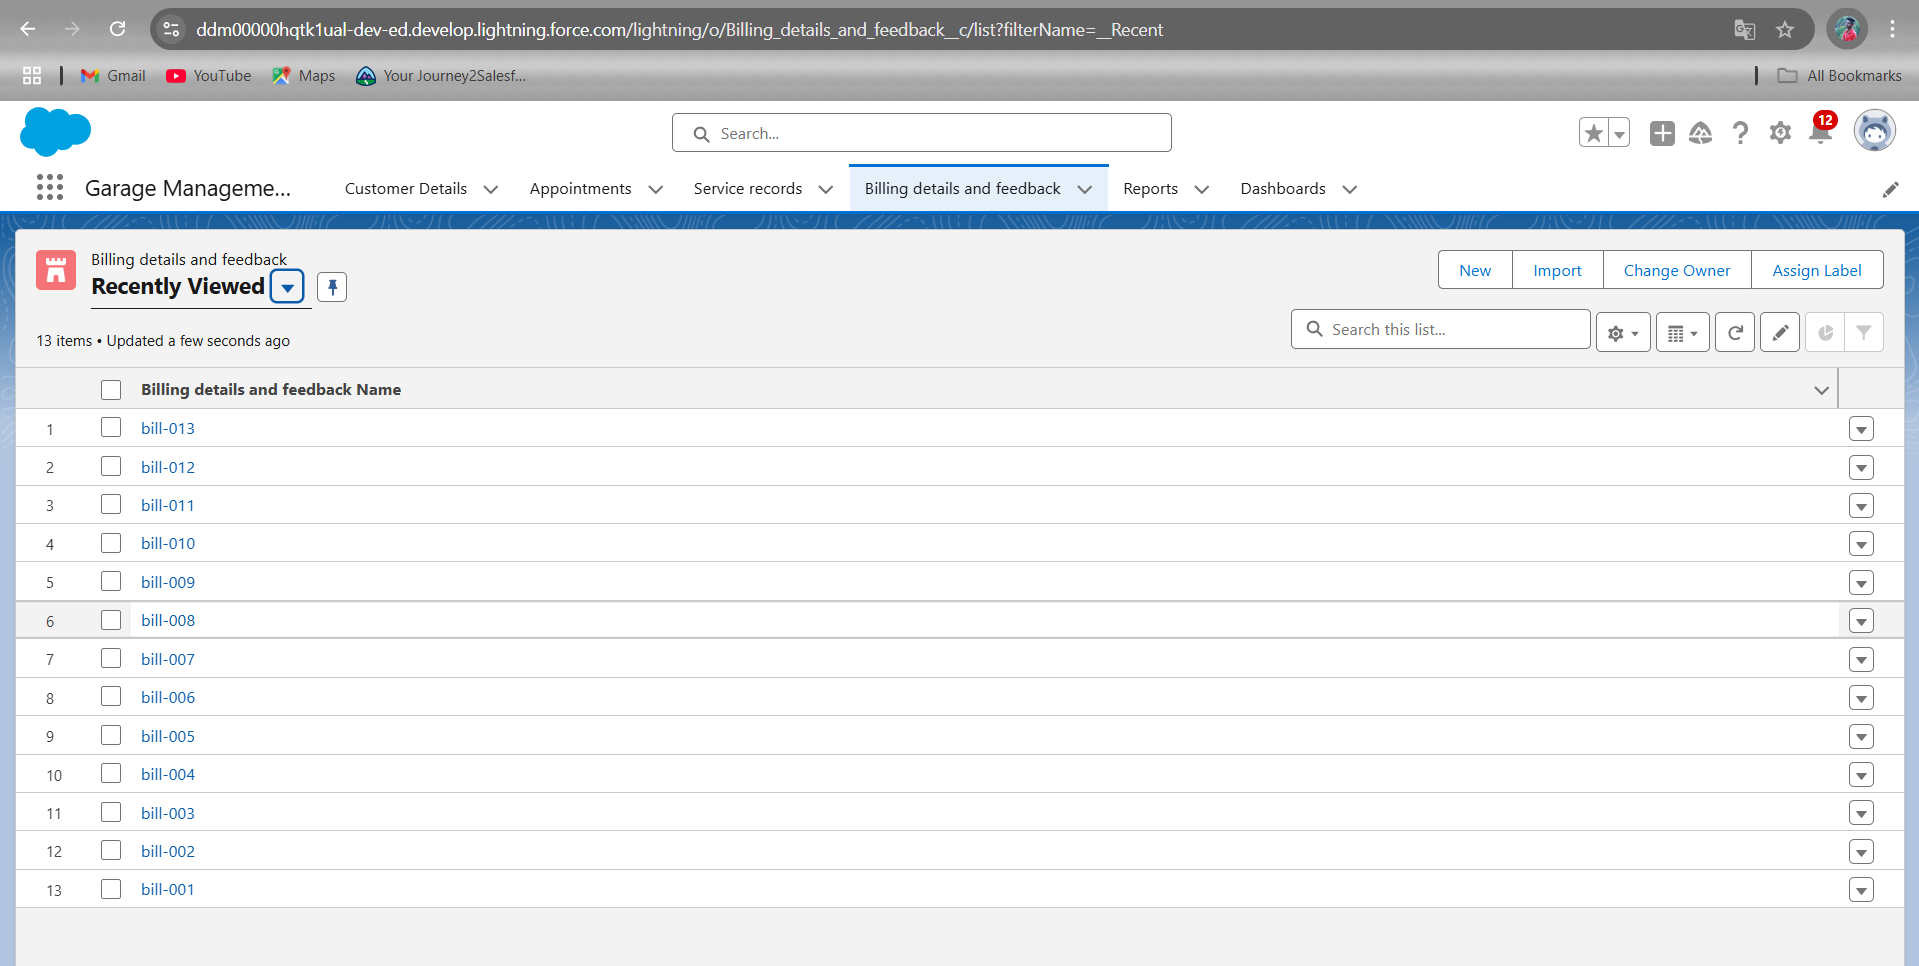 ddm00000hqtk1ual-dev-ed.develop.lightning.force.com/lightning/o/Billing_details_and_feedback__c/list?filterName=__Recent
Gmail YouTube Maps Your Journey2Salesf... All Bookmarks
Search... 12
Garage Manageme... Customer Details Appointments Service records Billing details and feedback Reports Dashboards
Billing details and feedback
Recently Viewed
New Import Change Owner Assign Label
13 items • Updated a few seconds ago
Search this list...
Billing details and feedback Name
1 bill-013
2 bill-012
3 bill-011
4 bill-010
5 bill-009
6 bill-008
7 bill-007
8 bill-006
9 bill-005
10 bill-004
11 bill-003
12 bill-002
13 bill-001